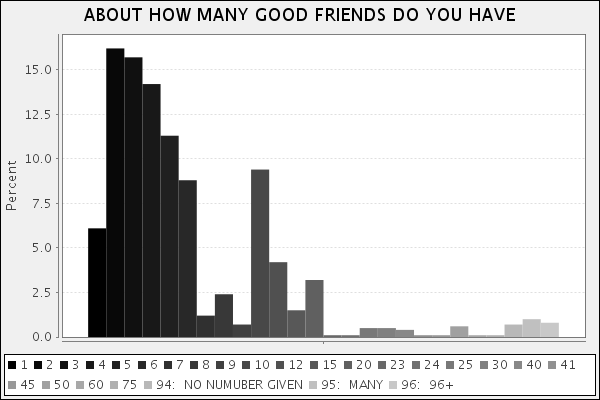 ABOUT HOW MANY GOOD FRIENDS DO YOU HAVE
15.0
12.5
10.0
7.5
5.0
2.5
0.0
Percent
1 2 3 4 5 6 7 8 9 10 12 15 20 23 24 25 30 40 41
45 50 60 75 94: NO NUMUBER GIVEN 95: MANY 96: 96+